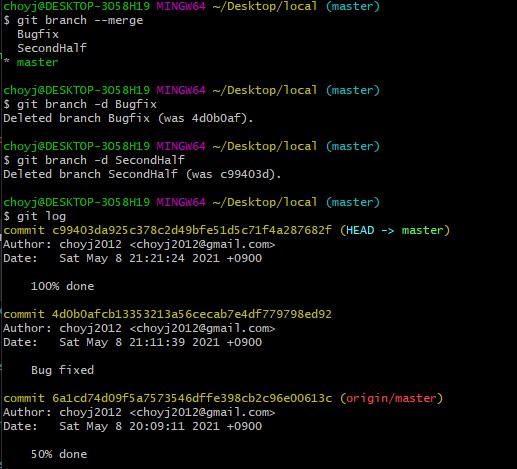 choyj@DESKTOP-3O58H19 MINGW64 ~/Desktop/local (master)
$ git branch --merge
  Bugfix
  SecondHalf
* master
choyj@DESKTOP-3O58H19 MINGW64 ~/Desktop/local (master)
$ git branch -d Bugfix
Deleted branch Bugfix (was 4d0b0af).
choyj@DESKTOP-3O58H19 MINGW64 ~/Desktop/local (master)
$ git branch -d SecondHalf
Deleted branch SecondHalf (was c99403d).
choyj@DESKTOP-3O58H19 MINGW64 ~/Desktop/local (master)
$ git log
commit c99403da925c378c2d49bfe51d5c71f4a287682f (HEAD -> master)
Author: choyj2012 <choyj2012@gmail.com>
Date:   Sat May 8 21:21:24 2021 +0900
    100% done
commit 4d0b0afcb13353213a56cecab7e4df779798ed92
Author: choyj2012 <choyj2012@gmail.com>
Date:   Sat May 8 21:11:39 2021 +0900
    Bug fixed
commit 6a1cd74d09f5a7573546dffe398cb2c96e00613c (origin/master)
Author: choyj2012 <choyj2012@gmail.com>
Date:   Sat May 8 20:09:11 2021 +0900
    50% done